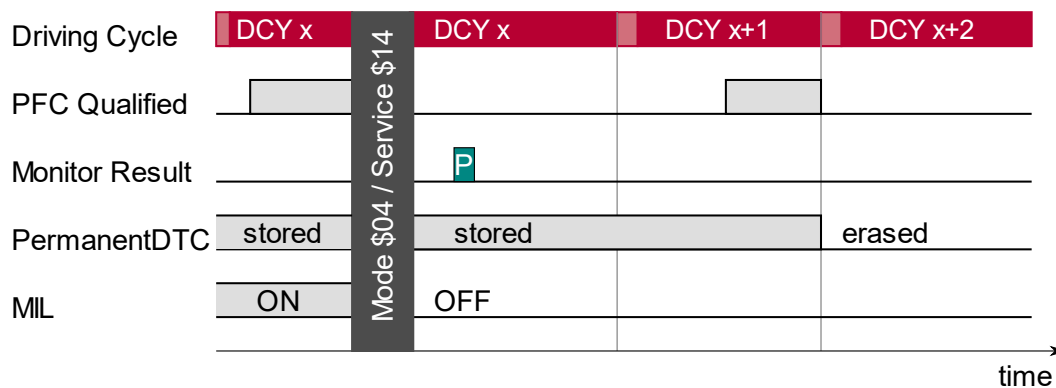 Driving Cycle DCY x DCY x DCY x+1 DCY x+2
PFC Qualified
Monitor Result P
PermanentDTC stored stored erased
MIL ON OFF
Mode $04 / Service $14
time